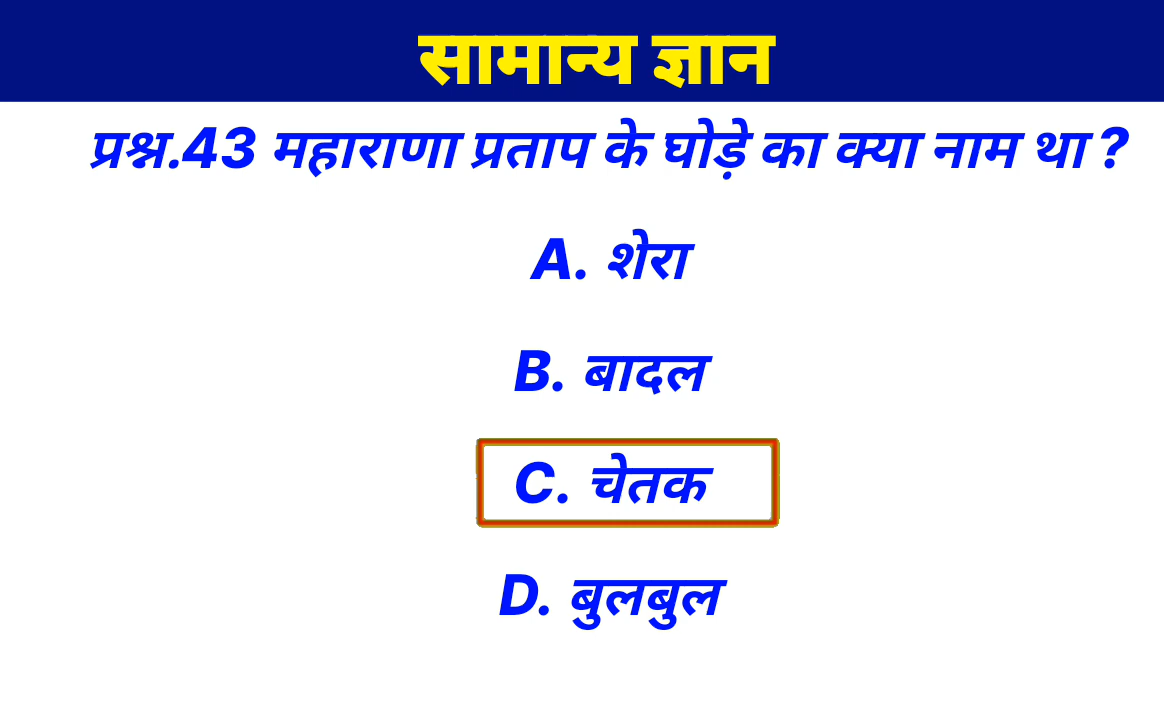 सामान्य ज्ञान
प्रश्न.43 महाराणा प्रताप के घोड़े का क्या नाम था ?
A. शेरा
B. बादल
C. चेतक
D. बुलबुल